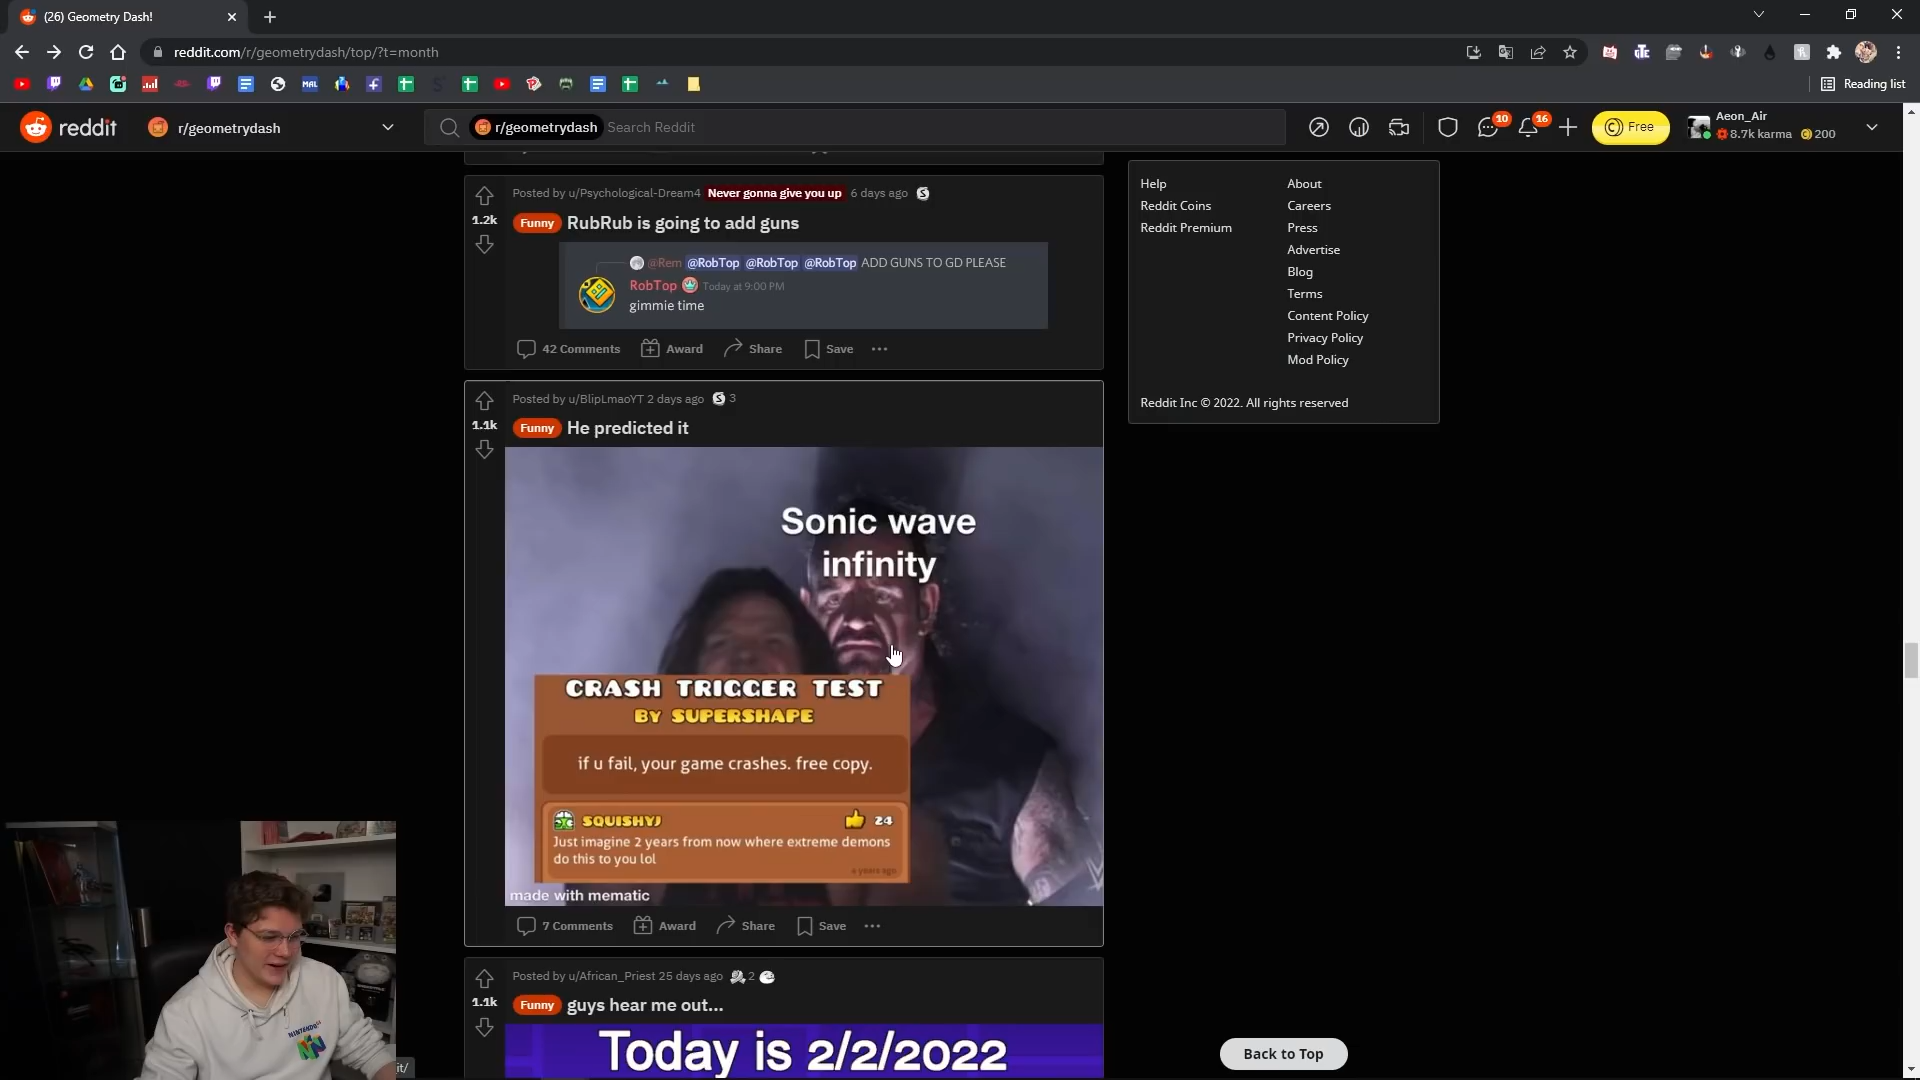 (26) Geometry Dash!
reddit.com/r/geometrydash/top/?t=month
MAL
Reading list
reddit
r/geometrydash
r/geometrydash Search Reddit
10
16
Free
Aeon_Air
8.7k karma 200
Posted by u/Psychological-Dream4 Never gonna give you up 6 days ago
1.2k
Funny RubRub is going to add guns
@Rem @RobTop @RobTop @RobTop ADD GUNS TO GD PLEASE
RobTop Today at 9:00 PM
gimmie time
42 Comments Award Share Save
Posted by u/BlipLmaoYT 2 days ago 3
1.1k
Funny He predicted it
Sonic wave
infinity
CRASH TRIGGER TEST
BY SUPERSHAPE
if u fail, your game crashes. free copy.
SQUISHYJ 24
Just imagine 2 years from now where extreme demons
do this to you lol
4 years ago
made with mematic
7 Comments Award Share Save
Posted by u/African_Priest 25 days ago 2
1.1k
Funny guys hear me out...
Today is 2/2/2022
Help
Reddit Coins
Reddit Premium
About
Careers
Press
Advertise
Blog
Terms
Content Policy
Privacy Policy
Mod Policy
Reddit Inc © 2022. All rights reserved
Back to Top
NINTENDO 64
it/